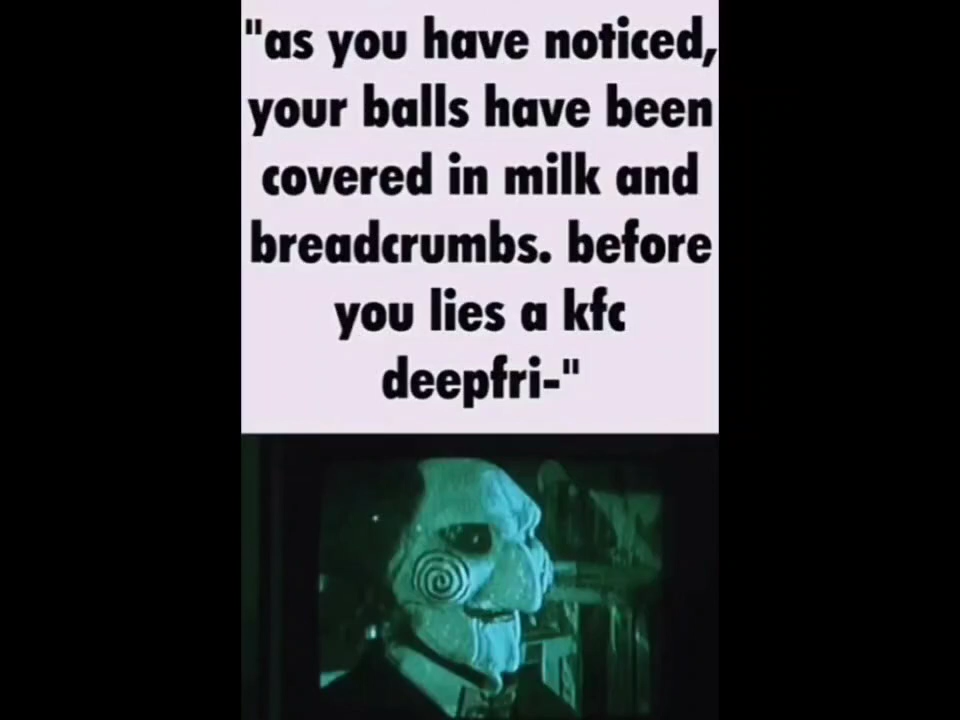 "as you have noticed,
your balls have been
covered in milk and
breadcrumbs. before
you lies a kfc
deepfri-"